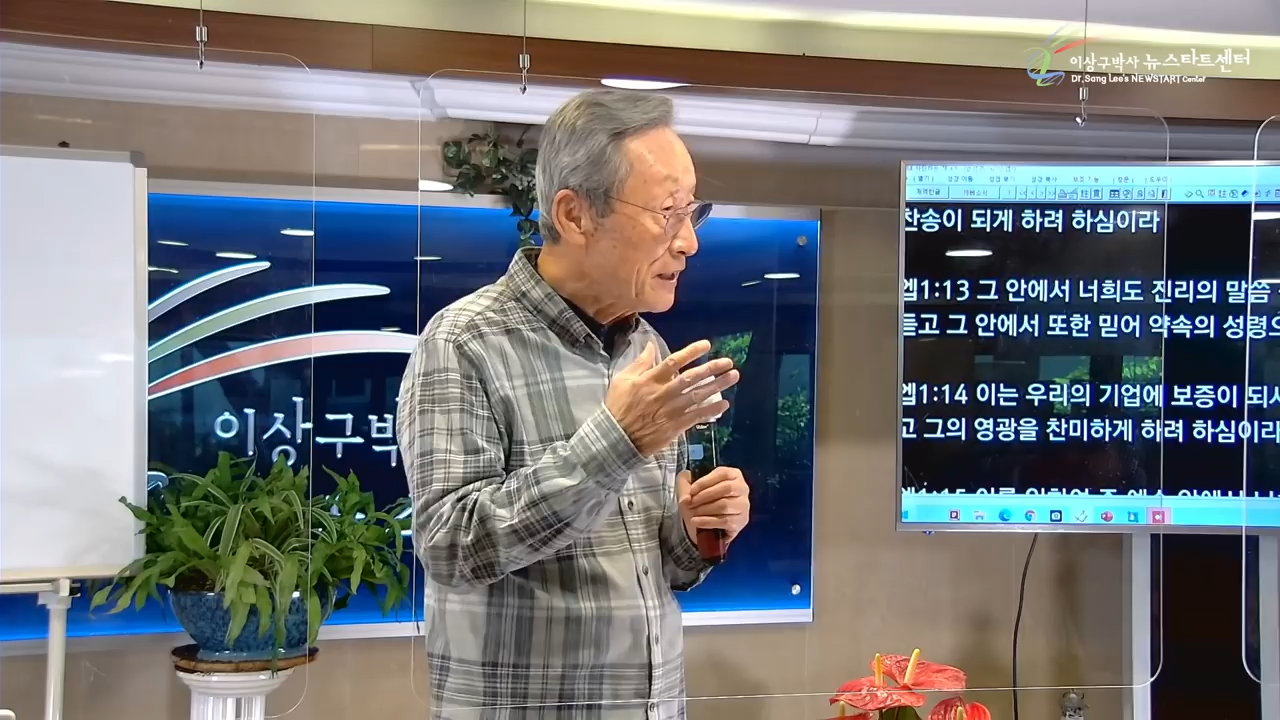 이상구박사 뉴스타트센터
Dr. Sang Lee's NEWSTART Center
찬송이 되게 하려 하심이라
엡1:13 그 안에서 너희도 진리의 말씀
듣고 그 안에서 또한 믿어 약속의 성령으
엡1:14 이는 우리의 기업에 보증이 되사
고 그의 영광을 찬미하게 하려 하심이라
이상구박